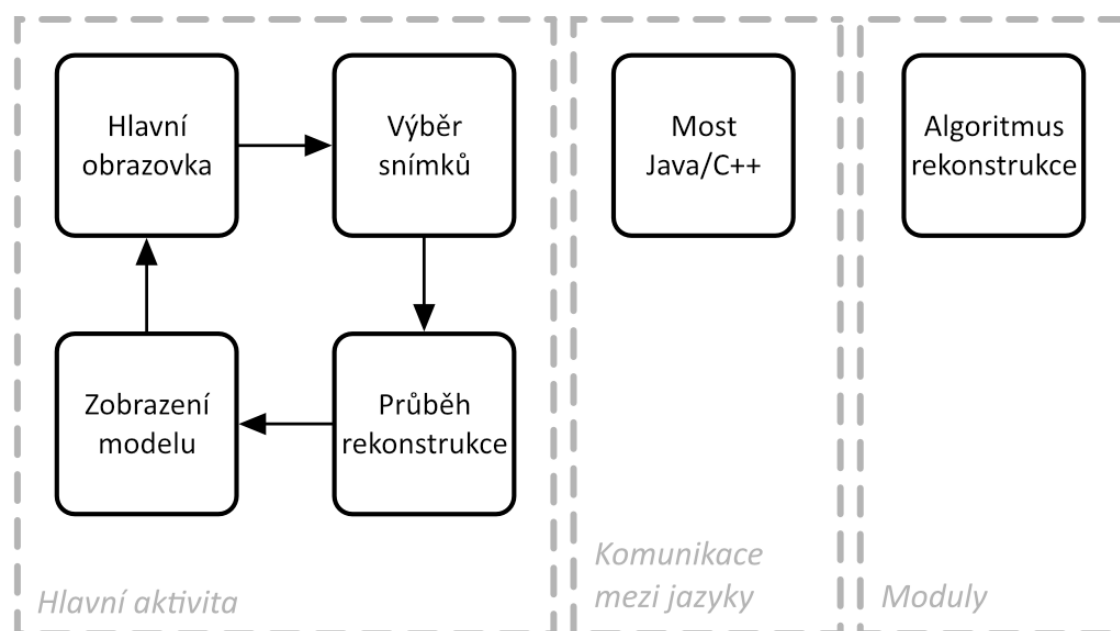 Hlavní
obrazovka
Výběr
snímků
Zobrazení
modelu
Průběh
rekonstrukce
Hlavní aktivita
Most
Java/C++
Komunikace
mezi jazyky
Algoritmus
rekonstrukce
Moduly